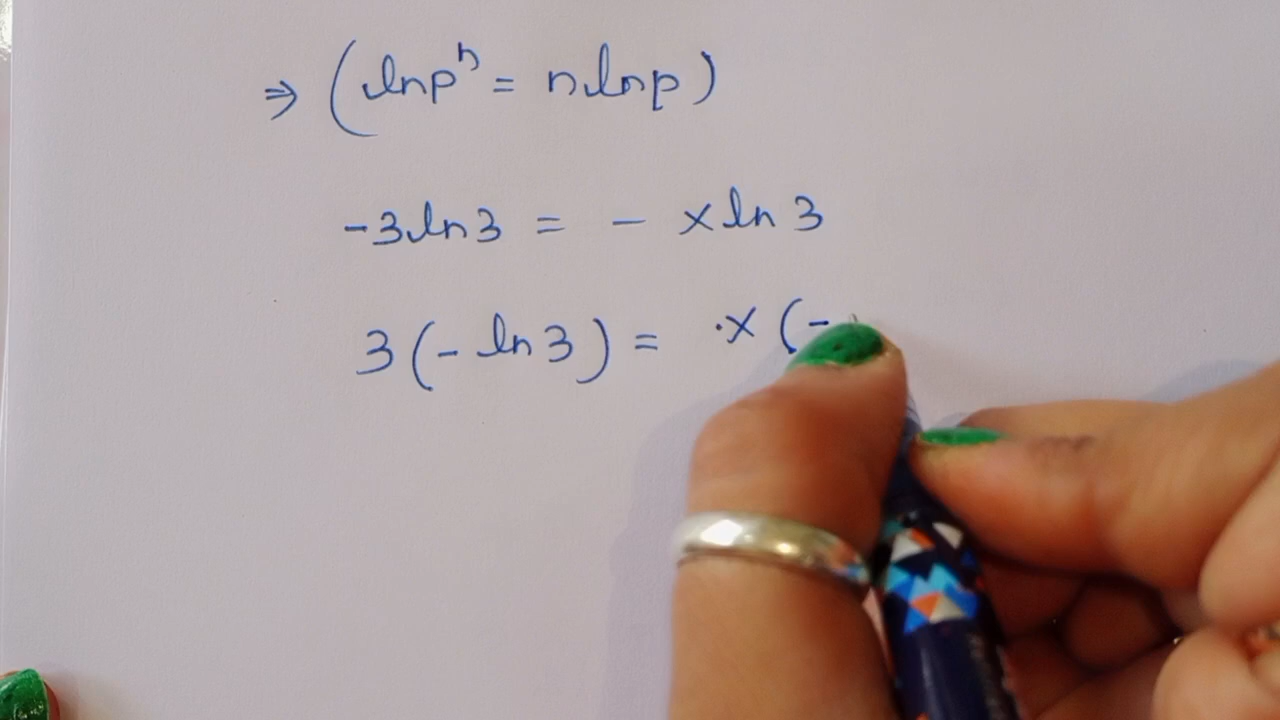 ⇒ (ln pⁿ = n ln p)
-3 ln 3 = - x ln 3
3 (- ln 3) = .x (-